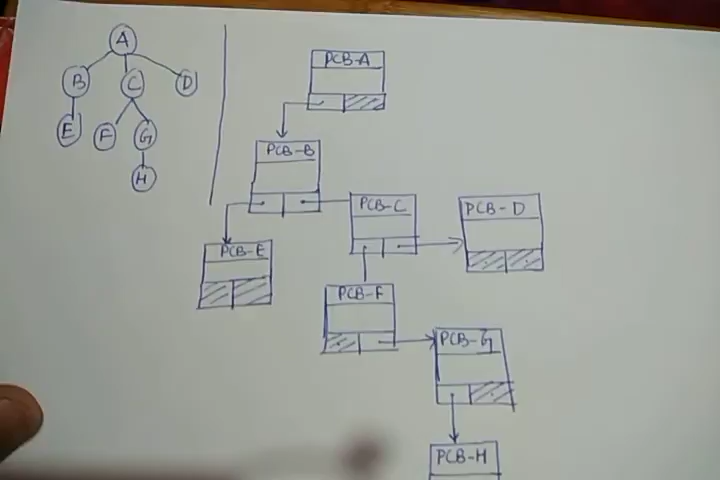 A
B C D
E F G
H
PCB-A
PCB-B
PCB-C
PCB-D
PCB-E
PCB-F
PCB-G
PCB-H